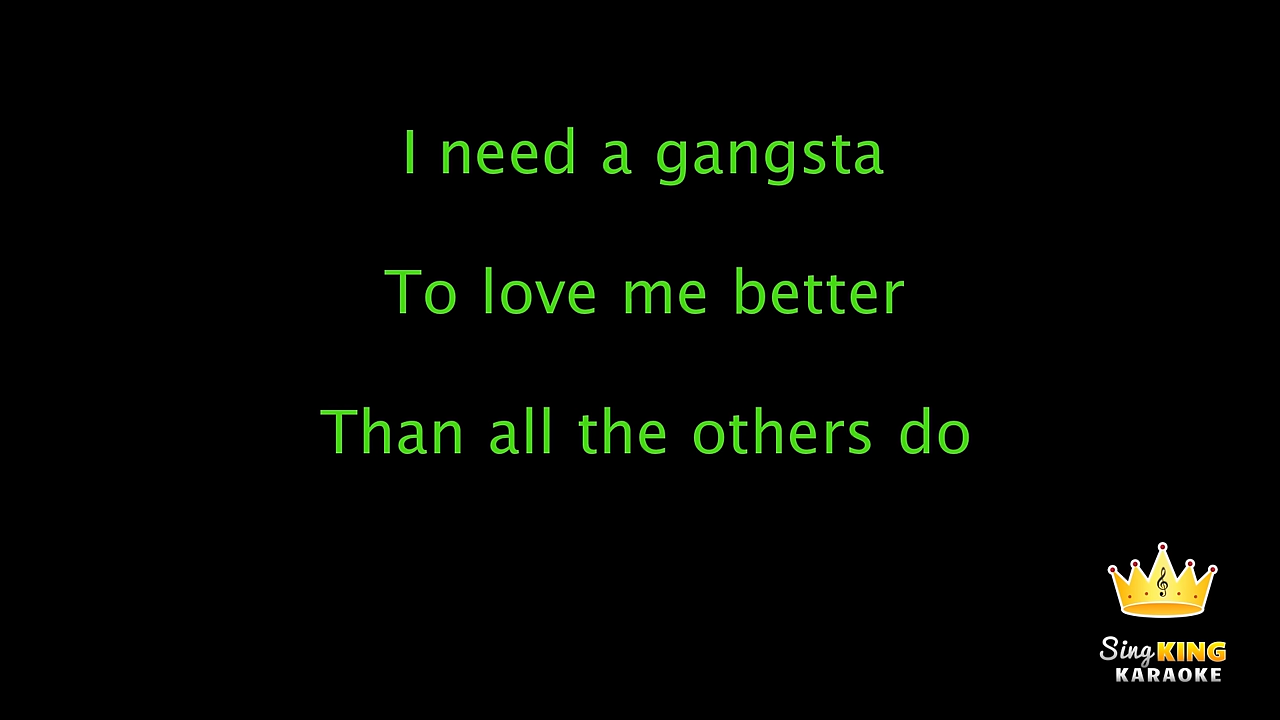 I need a gangsta
To love me better
Than all the others do
Sing KING
KARAOKE